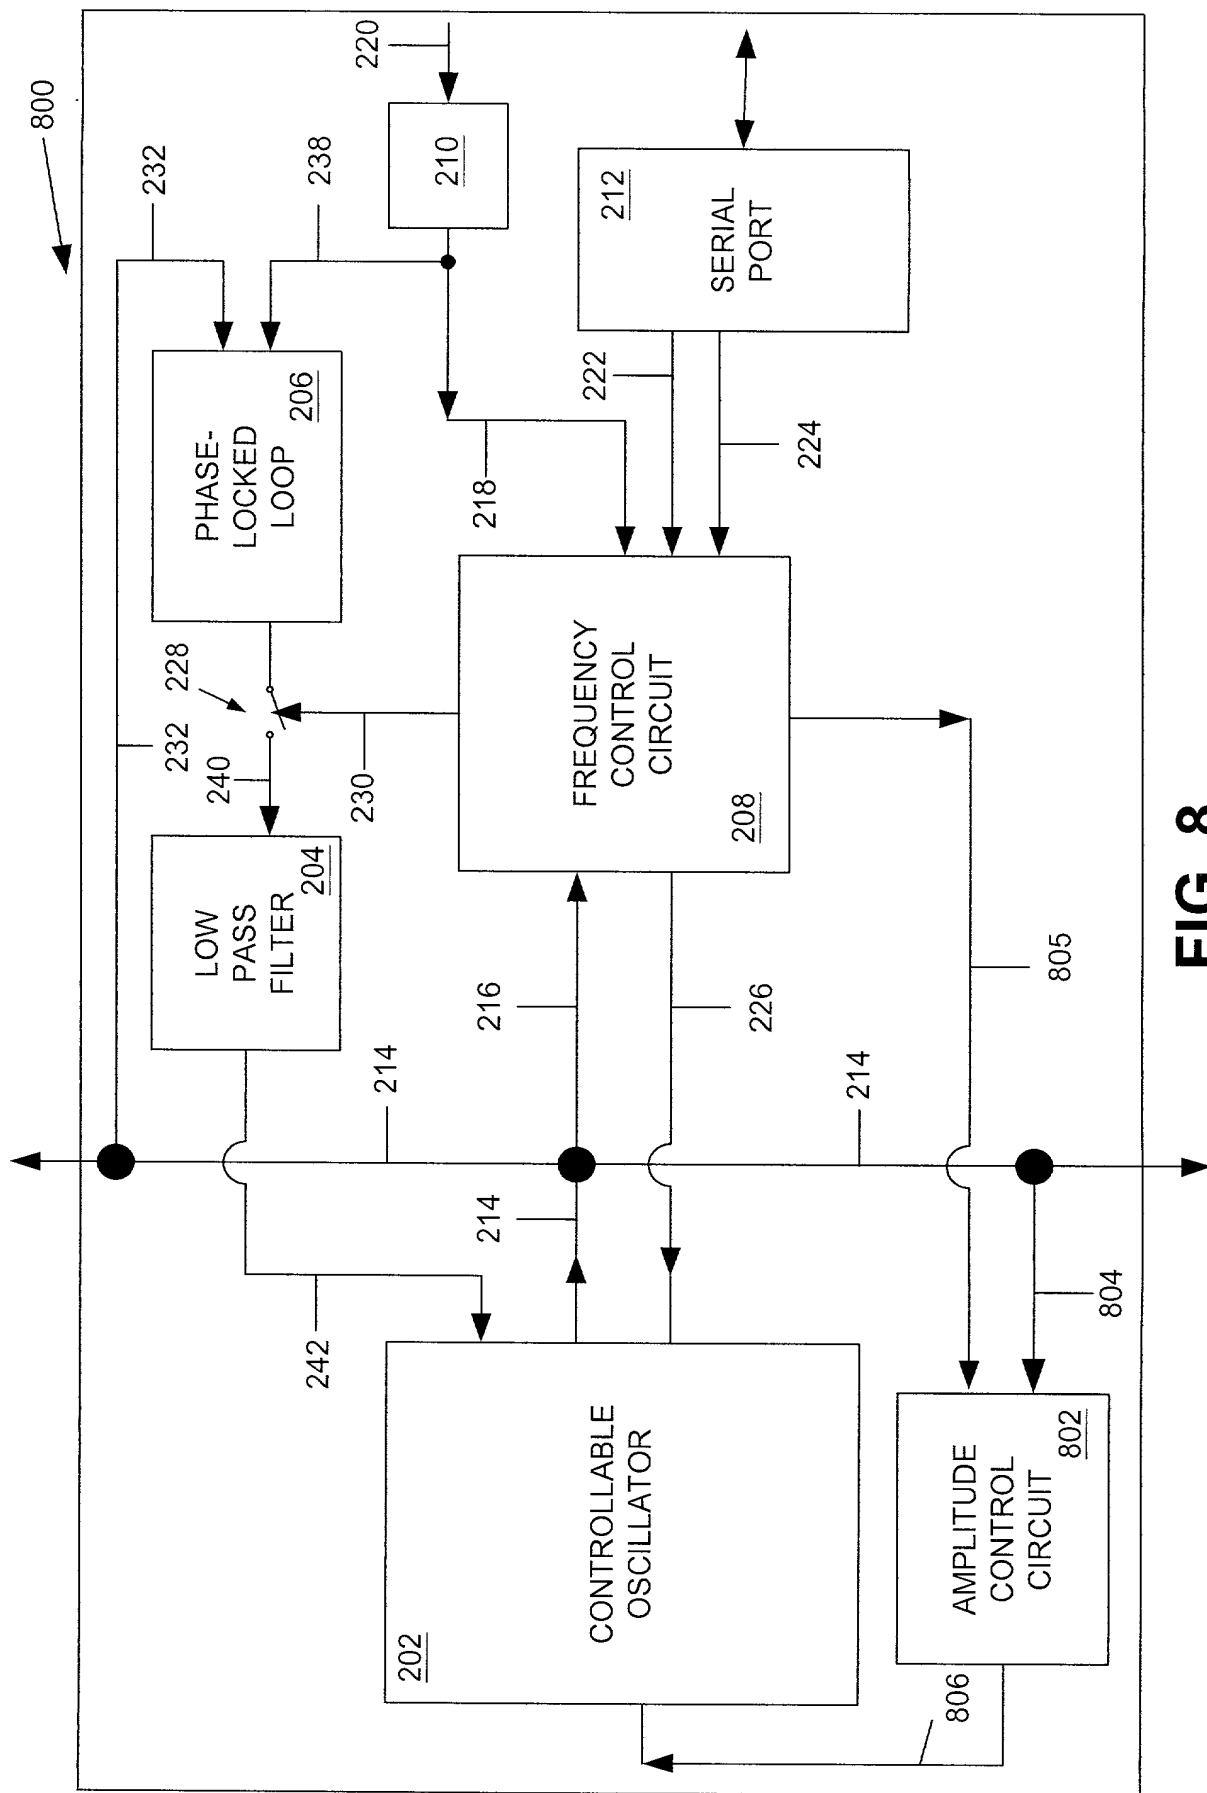 800
232
232
228
240
LOW
PASS
FILTER
204
PHASE-
LOCKED
LOOP
206
242
214
230
238
220
210
202
CONTROLLABLE
OSCILLATOR
214
216
218
226
FREQUENCY
CONTROL
CIRCUIT
208
222
224
212
SERIAL
PORT
214
806
AMPLITUDE
CONTROL
CIRCUIT
802
804
805
FIG 8